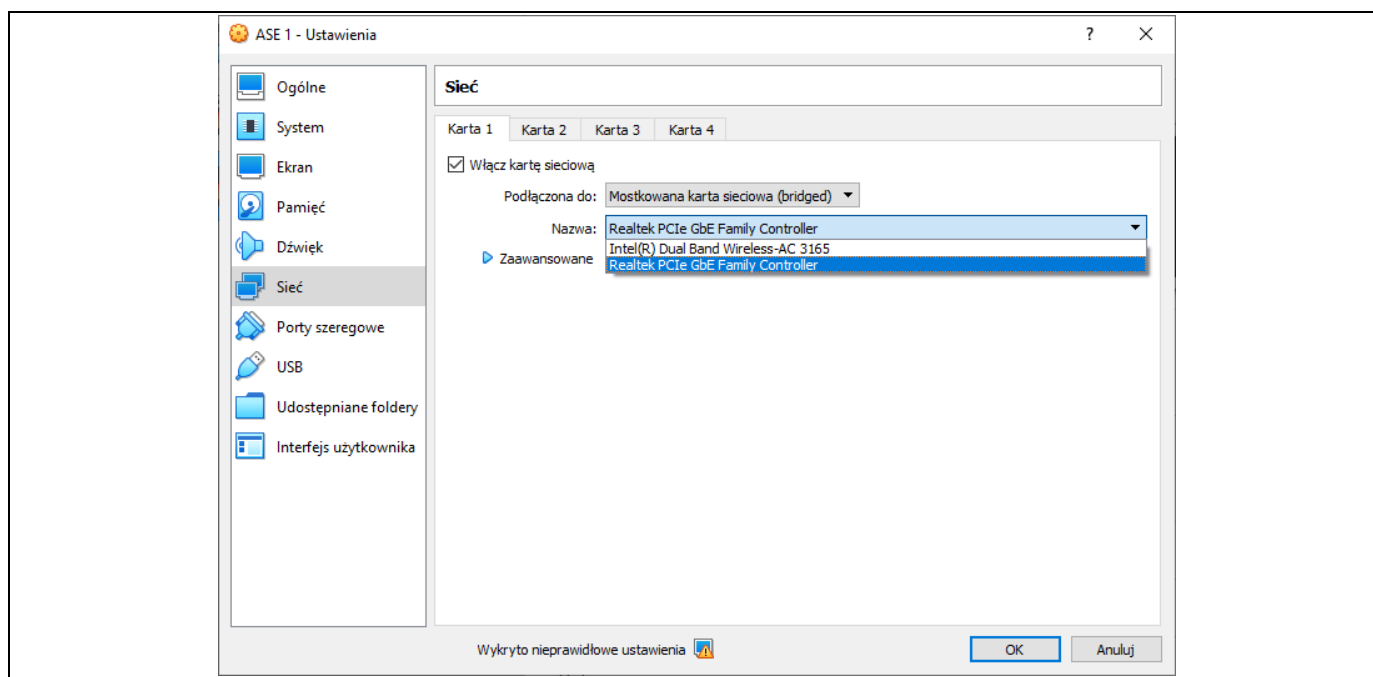 ASE 1 - Ustawienia
?
Ogólne
System
Ekran
Pamięć
Dźwięk
Sieć
Porty szeregowe
USB
Udostępniane foldery
Interfejs użytkownika
Sieć
Karta 1 Karta 2 Karta 3 Karta 4
Włącz kartę sieciową
Podłączona do: Mostkowana karta sieciowa (bridged)
Nazwa: Realtek PCIe GbE Family Controller
Intel(R) Dual Band Wireless-AC 3165
Zaawansowane Realtek PCIe GbE Family Controller
Wykryto nieprawidłowe ustawienia
OK Anuluj